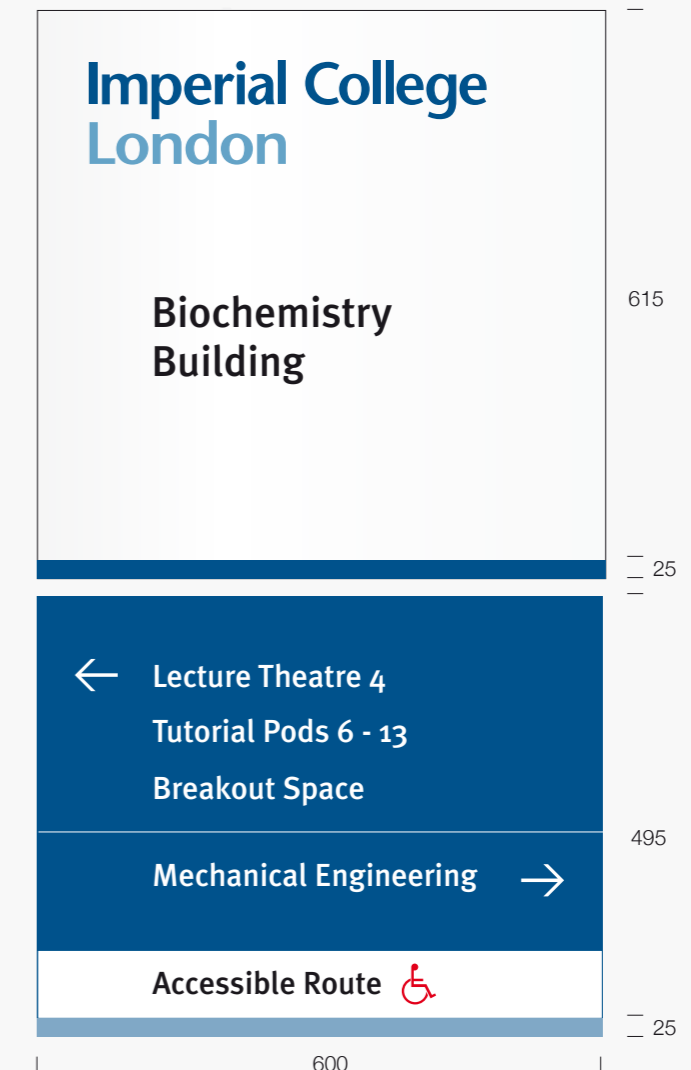 Imperial College
London
Biochemistry
Building
615
25
Lecture Theatre 4
Tutorial Pods 6 - 13
Breakout Space
Mechanical Engineering
495
Accessible Route
25
600